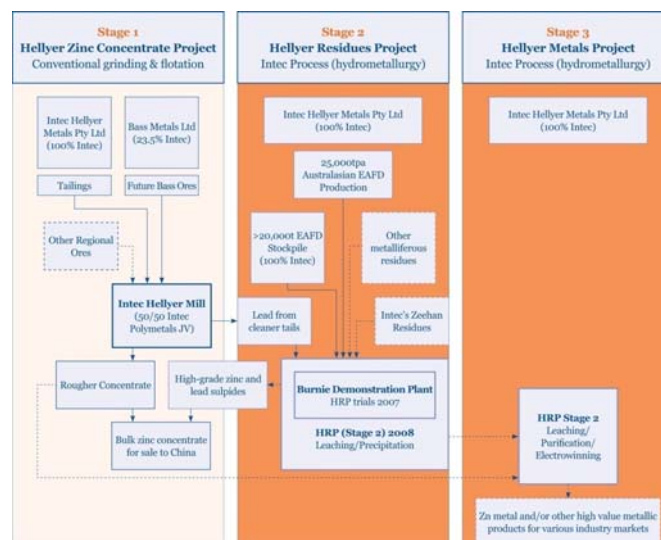 Stage 1
Hellyer Zinc Concentrate Project
Conventional grinding & flotation
Intec Hellyer
Metals Pty Ltd
(100% Intec)
Bass Metals Ltd
(23.5% Intec)
Tailings
Future Bass Ores
Other Regional
Ores
Intec Hellyer Mill
(50/50 Intec
Polymetals JV)
Rougher Concentrate
High-grade zinc and
lead sulpides
Bulk zinc concentrate
for sale to China
Stage 2
Hellyer Residues Project
Intec Process (hydrometallurgy)
Intec Hellyer Metals Pty Ltd
(100% Intec)
25,000tpa
Australasian EAFD
Production
>20,000t EAFD
Stockpile
(100% Intec)
Other
metalliferous
residues
Lead from
cleaner tails
Intec's Zeehan
Residues
Burnie Demonstration Plant
HRP trials 2007
HRP (Stage 2) 2008
Leaching/Precipitation
Stage 3
Hellyer Metals Project
Intec Process (hydrometallurgy)
Intec Hellyer Metals Pty Ltd
(100% Intec)
HRP Stage 2
Leaching/
Purification/
Electrowinning
Zn metal and/or other high value metallic
products for various industry markets